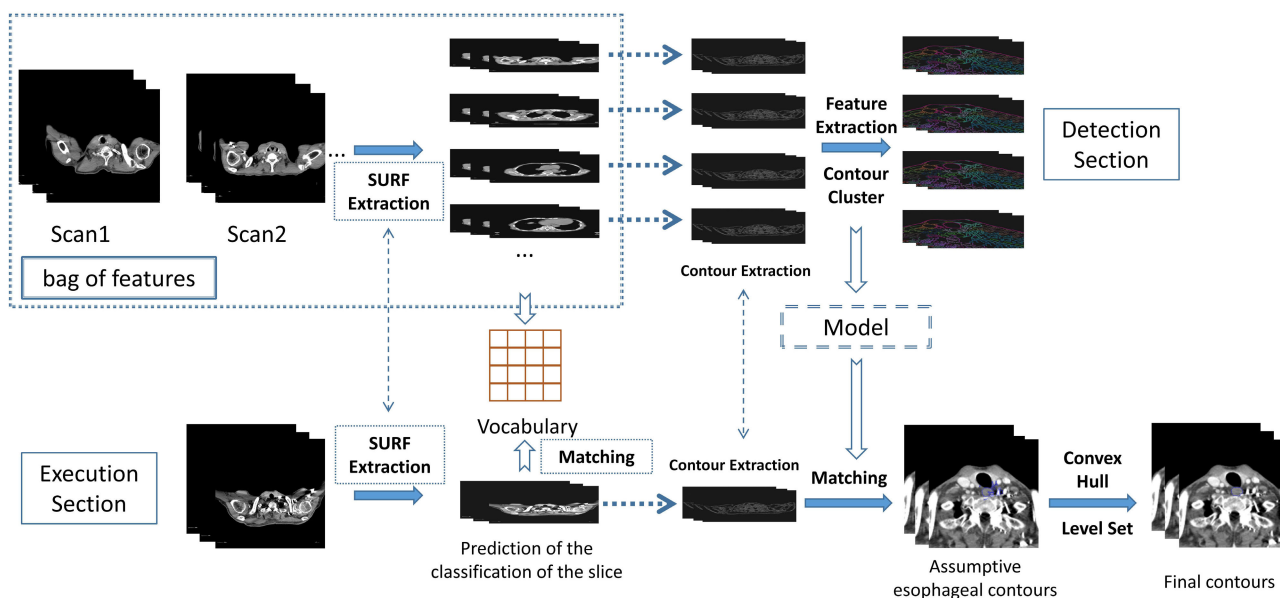 ...
SURF
Extraction
Scan1
Scan2
bag of features
...
Feature
Extraction
Contour
Cluster
Detection
Section
Contour Extraction
Model
Vocabulary
Execution
Section
SURF
Extraction
Matching
Prediction of the
classification of the slice
Contour Extraction
Matching
Assumptive
esophageal contours
Convex
Hull
Level Set
Final contours